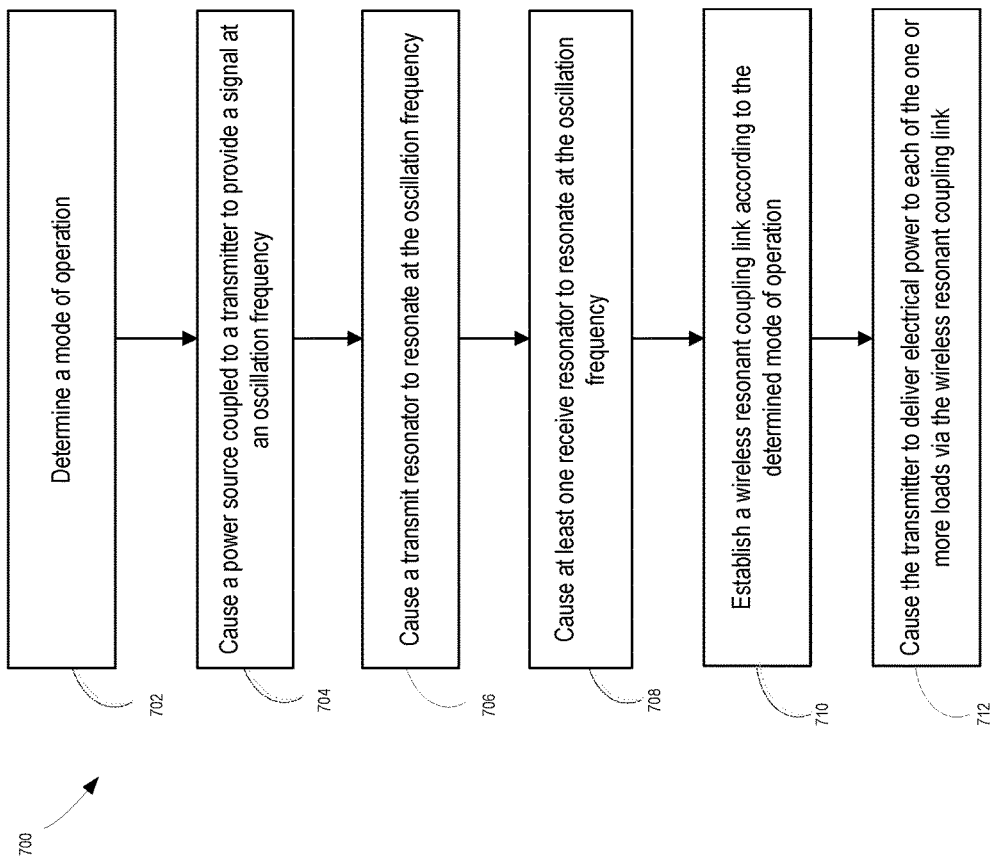 700
702
Determine a mode of operation
704
Cause a power source coupled to a transmitter to provide a signal at
an oscillation frequency
706
Cause a transmit resonator to resonate at the oscillation frequency
708
Cause at least one receive resonator to resonate at the oscillation
frequency
710
Establish a wireless resonant coupling link according to the
determined mode of operation
712
Cause the transmitter to deliver electrical power to each of the one or
more loads via the wireless resonant coupling link